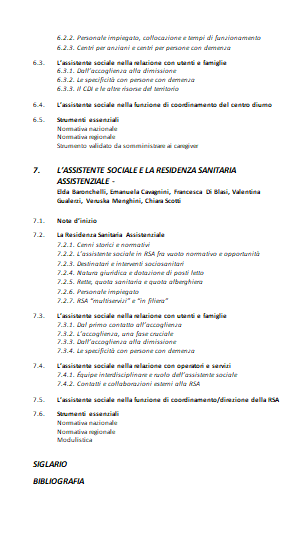 6.2.2. Personale impiegato, collocazione e tempi di funzionamento
6.2.3. Centri per anziani e centri per persone con demenza
6.3. L'assistente sociale nella relazione con utenti e famiglie
6.3.1. Dall'accoglienza alla dimissione
6.3.2. Le specificità con persone con demenza
6.3.3. Il CDI e le altre risorse del territorio
6.4. L'assistente sociale nella funzione di coordinamento del centro diurno
6.5. Strumenti essenziali
Normativa nazionale
Normativa regionale
Strumento validato da somministrare ai caregiver
7. L'ASSISTENTE SOCIALE E LA RESIDENZA SANITARIA
ASSISTENZIALE -
Elda Baronchelli, Emanuela Cavagnini, Francesca Di Blasi, Valentina
Gualerzi, Veruska Menghini, Chiara Scotti
7.1. Note d'inizio
7.2. La Residenza Sanitaria Assistenziale
7.2.1. Cenni storici e normativi
7.2.2. L'assistente sociale in RSA fra vuoto normativo e opportunità
7.2.3. Destinatari e interventi sociosanitari
7.2.4. Natura giuridica e dotazione di posti letto
7.2.5. Rette, quota sanitaria e quota alberghiera
7.2.6. Personale impiegato
7.2.7. RSA "multiservizi" e "in filiera"
7.3. L'assistente sociale nella relazione con utenti e famiglie
7.3.1. Dal primo contatto all'accoglienza
7.3.2. L'accoglienza, una fase cruciale
7.3.3. Dall'accoglienza alla dimissione
7.3.4. Le specificità con persone con demenza
7.4. L'assistente sociale nella relazione con operatori e servizi
7.4.1. Équipe interdisciplinare e ruolo dell'assistente sociale
7.4.2. Contatti e collaborazioni esterni alla RSA
7.5. L'assistente sociale nella funzione di coordinamento/direzione della RSA
7.6. Strumenti essenziali
Normativa nazionale
Normativa regionale
Modulistica
SIGLARIO
BIBLIOGRAFIA